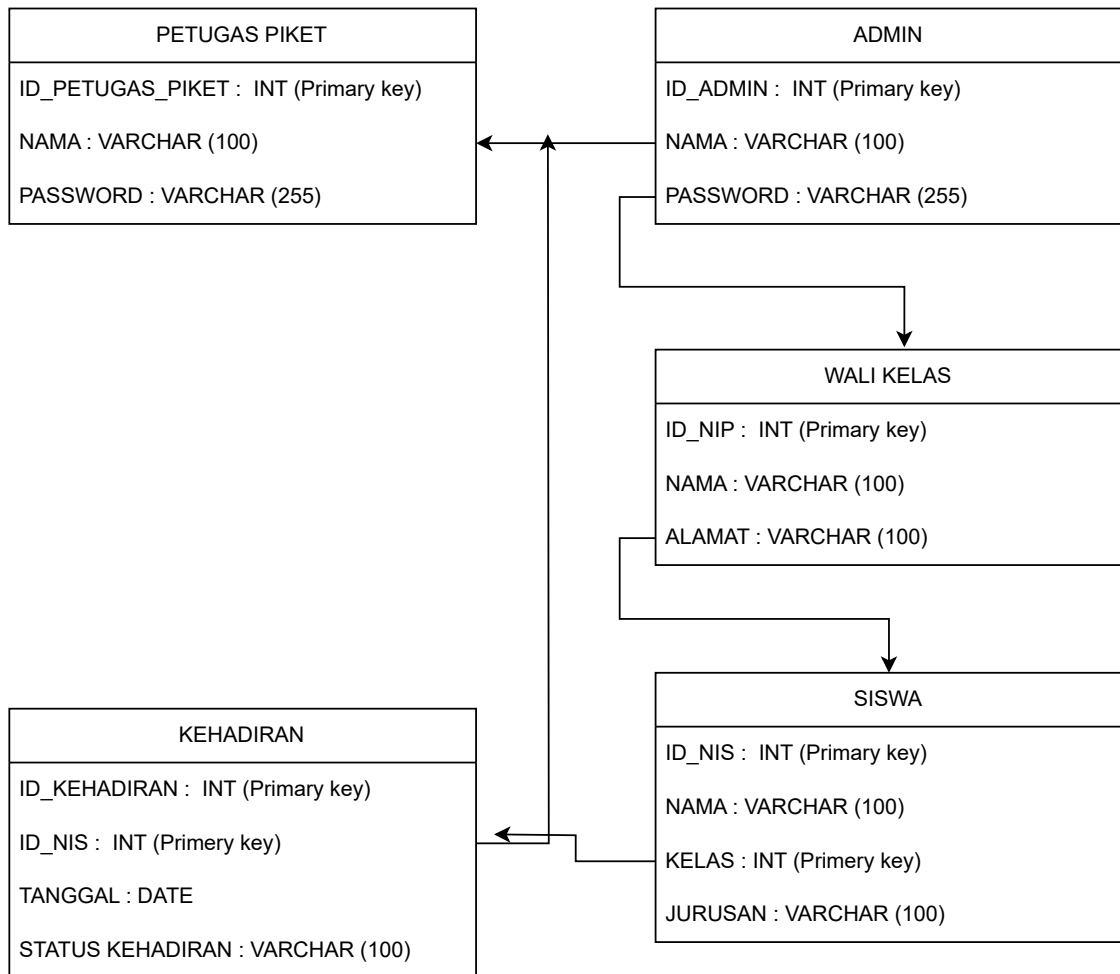 PETUGAS PIKET
ID_PETUGAS_PIKET : INT (Primary key)
NAMA : VARCHAR (100)
PASSWORD : VARCHAR (255)
ADMIN
ID_ADMIN : INT (Primary key)
NAMA : VARCHAR (100)
PASSWORD : VARCHAR (255)
WALI KELAS
ID_NIP : INT (Primary key)
NAMA : VARCHAR (100)
ALAMAT : VARCHAR (100)
KEHADIRAN
ID_KEHADIRAN : INT (Primary key)
ID_NIS : INT (Primery key)
TANGGAL : DATE
STATUS KEHADIRAN : VARCHAR (100)
SISWA
ID_NIS : INT (Primary key)
NAMA : VARCHAR (100)
KELAS : INT (Primery key)
JURUSAN : VARCHAR (100)